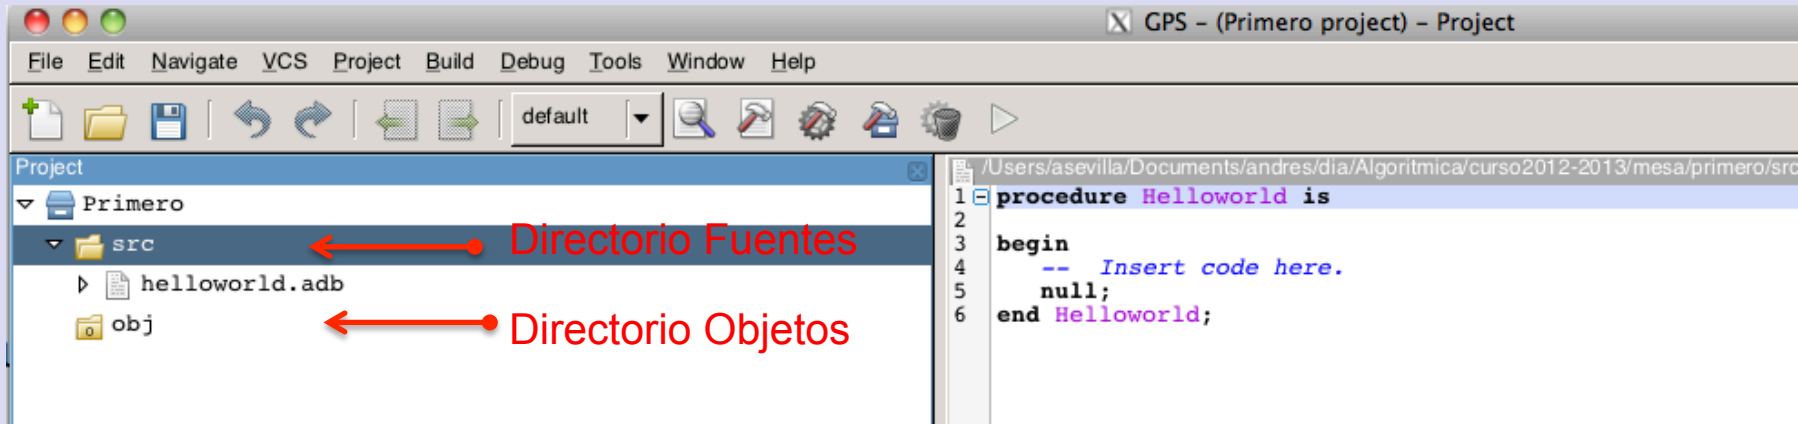 GPS – (Primero project) – Project
File Edit Navigate VCS Project Build Debug Tools Window Help
default
Project
Primero
src
helloworld.adb
obj
Directorio Fuentes
Directorio Objetos
/Users/asevilla/Documents/andres/dia/Algoritmica/curso2012-2013/mesa/primero/src
1 procedure Helloworld is
2
3 begin
4 -- Insert code here.
5 null;
6 end Helloworld;